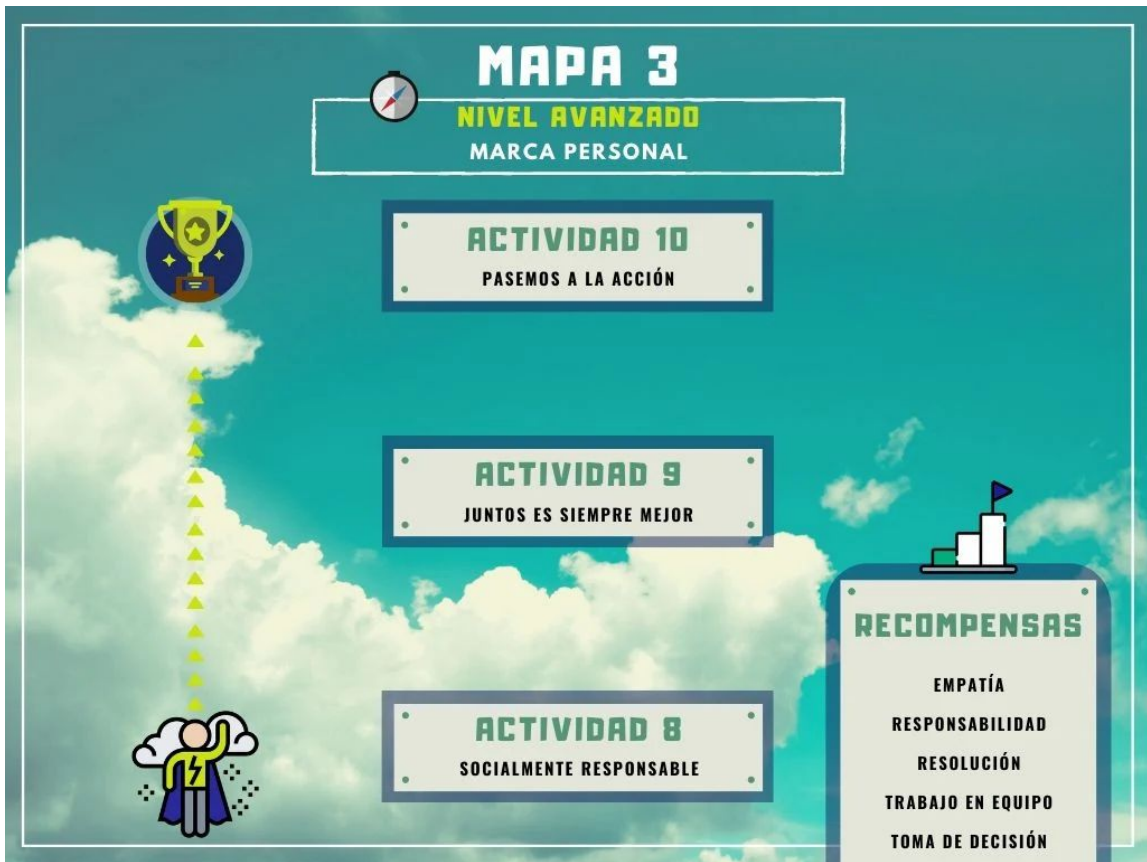 MAPA 3
NIVEL AVANZADO
MARCA PERSONAL
ACTIVIDAD 10
PASEMOS A LA ACCIÓN
ACTIVIDAD 9
JUNTOS ES SIEMPRE MEJOR
ACTIVIDAD 8
SOCIALMENTE RESPONSABLE
RECOMPENSAS
EMPATÍA
RESPONSABILIDAD
RESOLUCIÓN
TRABAJO EN EQUIPO
TOMA DE DECISIÓN